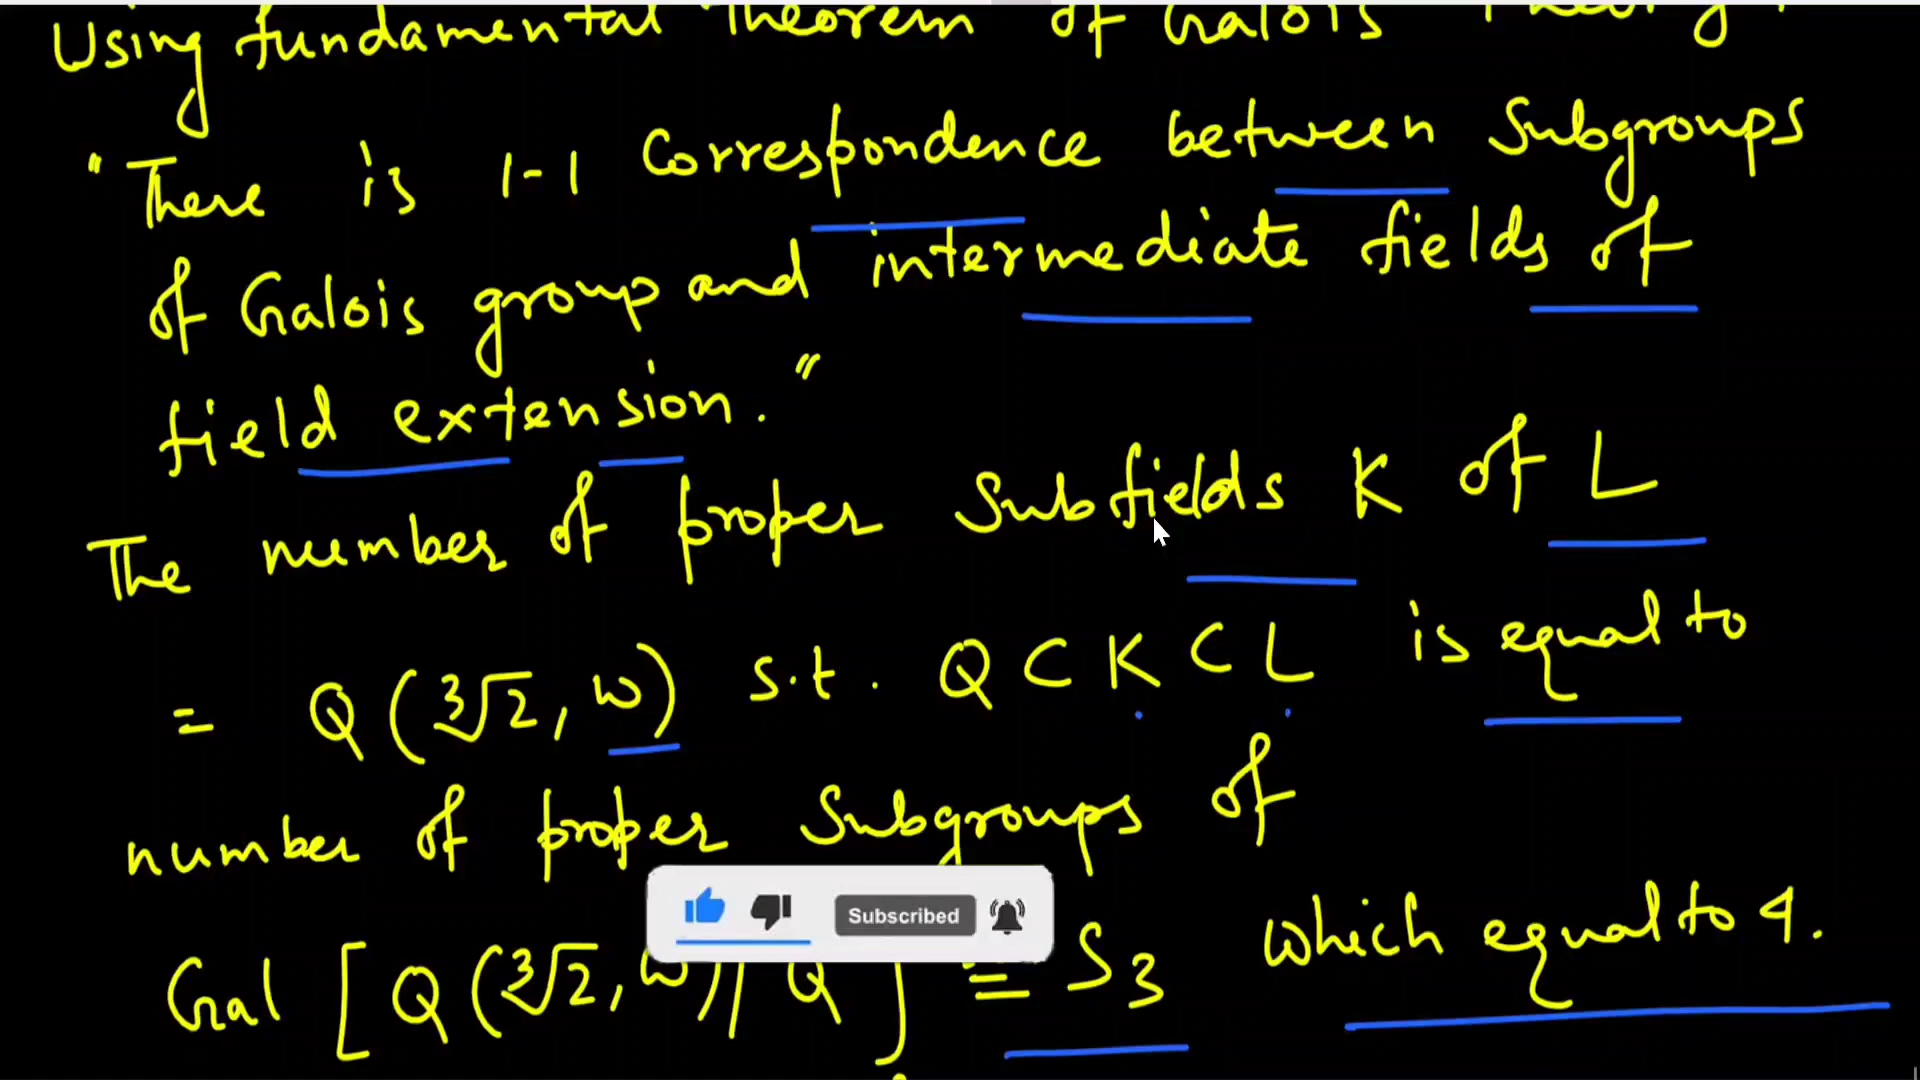 Using fundamental Theorem of Galois Theory:
"There is 1-1 Correspondence between Subgroups
of Galois group and intermediate fields of
field extension."
The number of proper Subfields K of L
= Q(∛2, ω) s.t. Q ⊂ K ⊂ L is equal to
number of proper Subgroups of
Subscribed
Gal [Q(∛2, ω)|Q] ≅ S₃ which equal to 4.